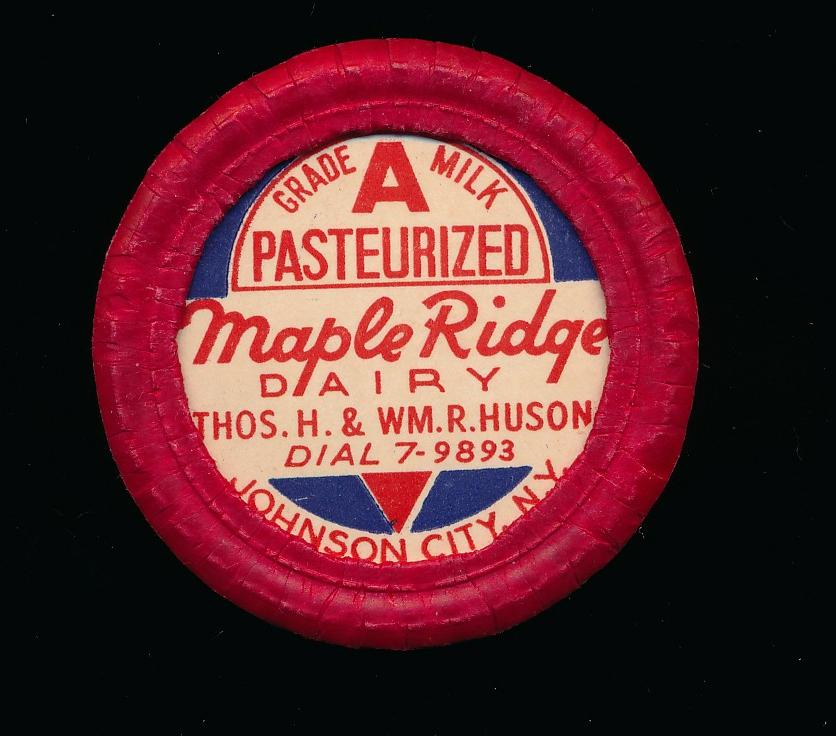 GRADE A MILK
PASTEURIZED
Maple Ridge
DAIRY
THOS. H. & WM. R. HUSON
DIAL 7-9893
JOHNSON CITY, N.Y.